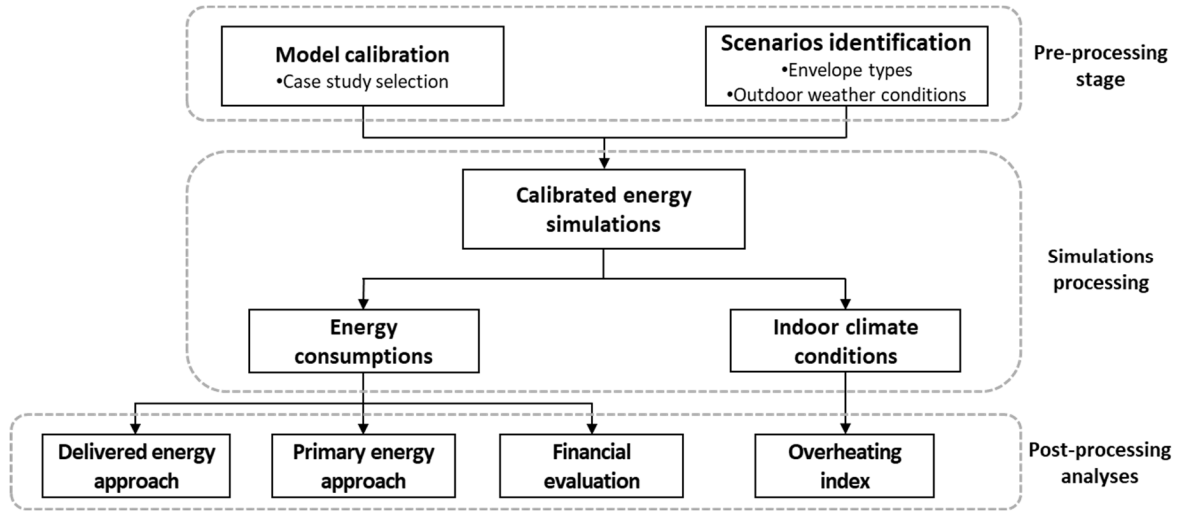 Model calibration
•Case study selection
Scenarios identification
•Envelope types
•Outdoor weather conditions
Pre-processing
stage
Calibrated energy
simulations
Simulations
processing
Energy
consumptions
Indoor climate
conditions
Delivered energy
approach
Primary energy
approach
Financial
evaluation
Overheating
index
Post-processing
analyses